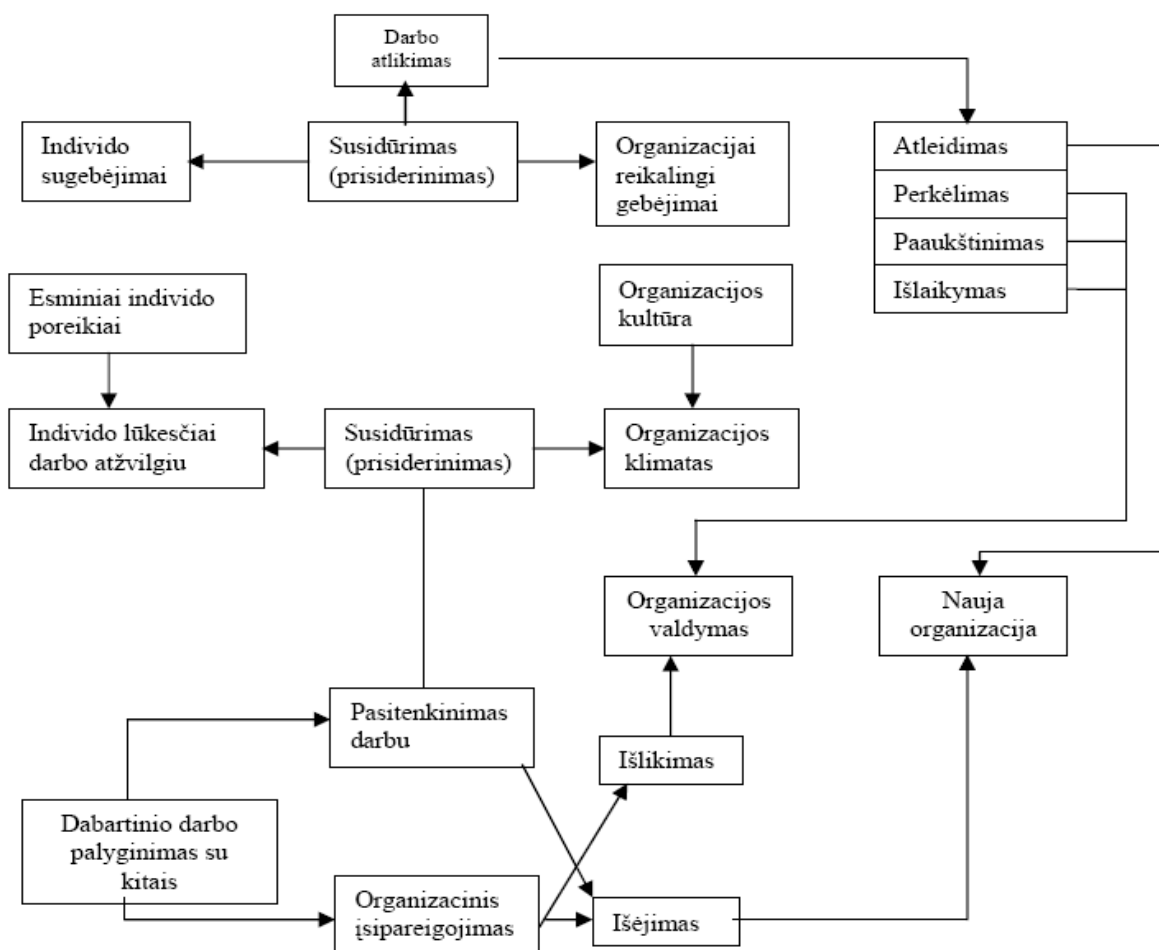 Darbo
atlikimas
Individo
sugebėjimai
Susidūrimas
(prisiderinimas)
Organizacijai
reikalingi
gebėjimai
Atleidimas
Perkėlimas
Paaukštinimas
Išlaikymas
Esminiai individo
poreikiai
Organizacijos
kultūra
Individo lūkesčiai
darbo atžvilgiu
Susidūrimas
(prisiderinimas)
Organizacijos
klimatas
Organizacijos
valdymas
Nauja
organizacija
Pasitenkinimas
darbu
Išlikimas
Dabartinio darbo
palyginimas su
kitais
Organizacinis
įsipareigojimas
Išėjimas